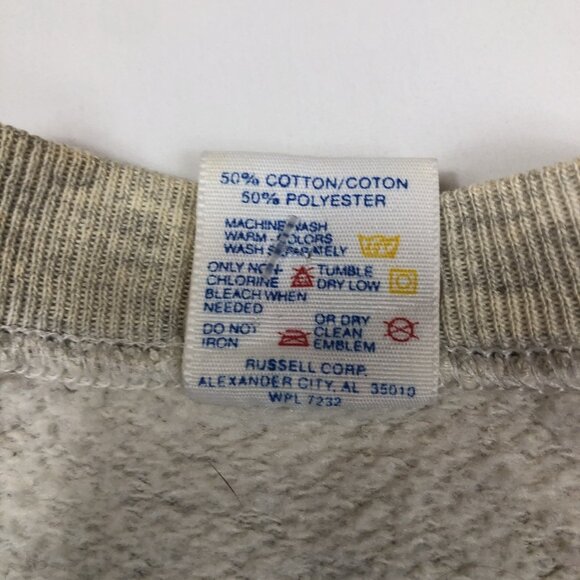 50% COTTON/COTON
50% POLYESTER
MACHINE WASH
WARM COLORS
WASH SEPARATELY
ONLY NON
CHLORINE
BLEACH WHEN
NEEDED
TUMBLE
DRY LOW
DO NOT
IRON
OR DRY
CLEAN
EMBLEM
RUSSELL CORP.
ALEXANDER CITY, AL 35010
WPL 7232